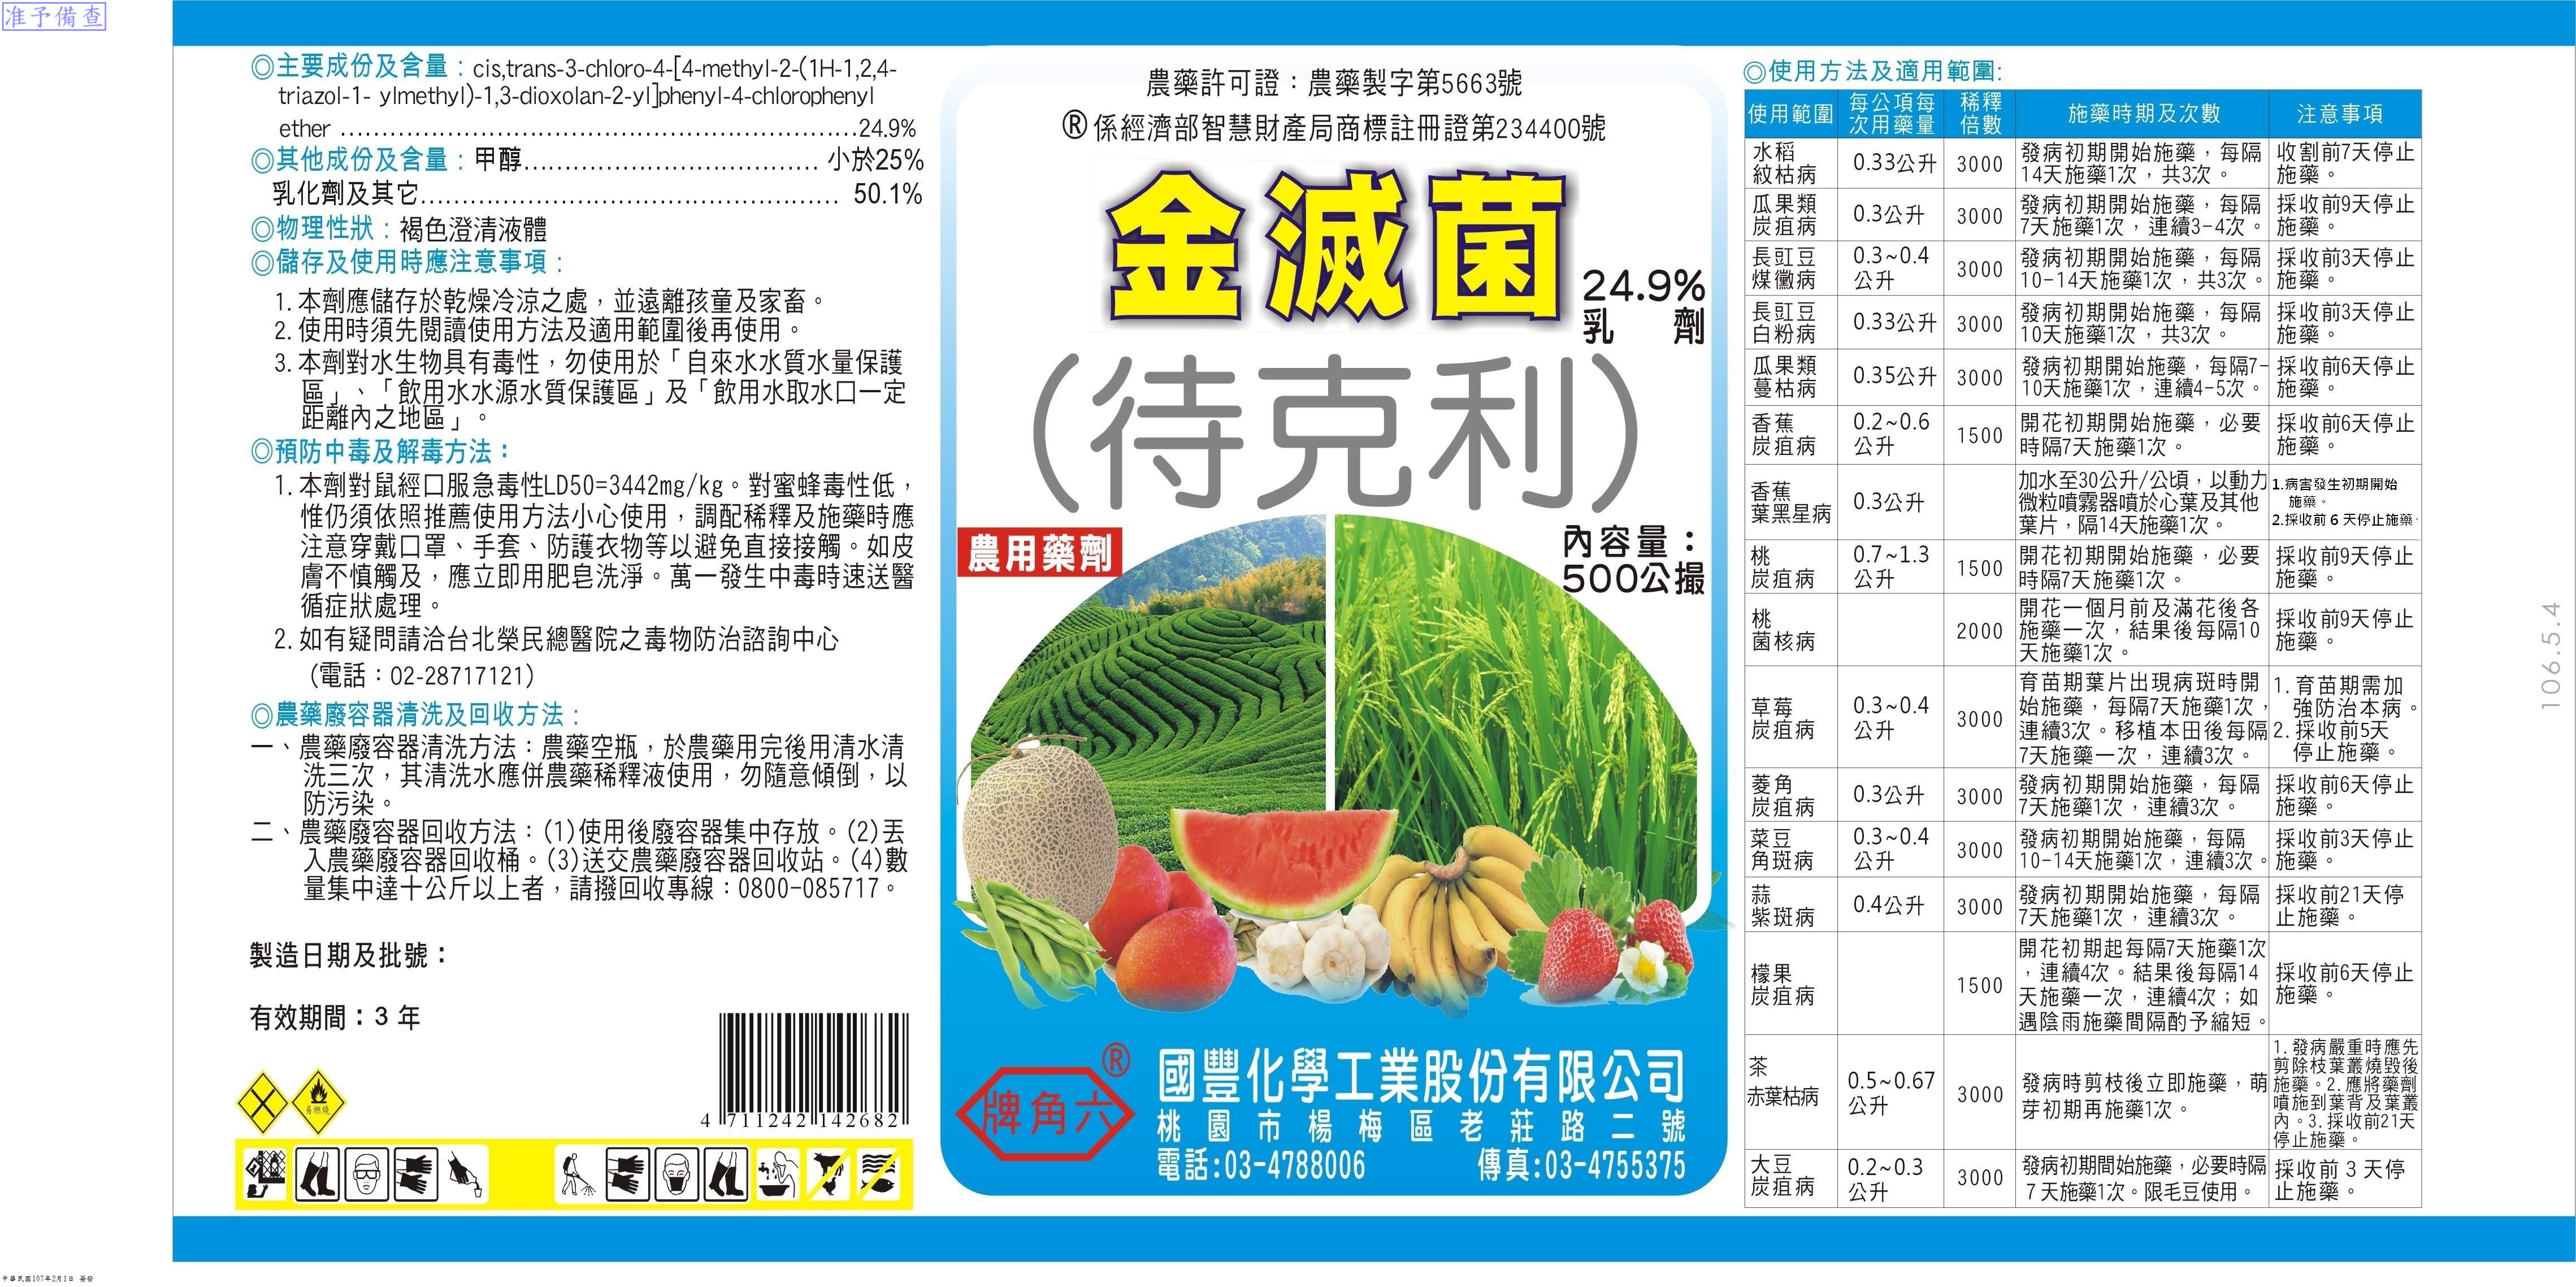 准予備查
◎主要成份及含量：cis,trans-3-chloro-4-[4-methyl-2-(1H-1,2,4-
triazol-1- ylmethyl)-1,3-dioxolan-2-yl]phenyl-4-chlorophenyl
ether ...............................................................24.9%
◎其他成份及含量：甲醇................................... 小於25%
乳化劑及其它.................................................. 50.1%
◎物理性狀：褐色澄清液體
◎儲存及使用時應注意事項：
1. 本劑應儲存於乾燥冷涼之處，並遠離孩童及家畜。
2. 使用時須先閱讀使用方法及適用範圍後再使用。
3. 本劑對水生物具有毒性，勿使用於「自來水水質水量保護
區」、「飲用水水源水質保護區」及「飲用水取水口一定
距離內之地區」。
◎預防中毒及解毒方法：
1. 本劑對鼠經口服急毒性LD50=3442mg/kg。對蜜蜂毒性低，
惟仍須依照推薦使用方法小心使用，調配稀釋及施藥時應
注意穿戴口罩、手套、防護衣物等以避免直接接觸。如皮
膚不慎觸及，應立即用肥皂洗淨。萬一發生中毒時速送醫
循症狀處理。
2. 如有疑問請洽台北榮民總醫院之毒物防治諮詢中心
(電話：02-28717121)
◎農藥廢容器清洗及回收方法：
一、農藥廢容器清洗方法：農藥空瓶，於農藥用完後用清水清
洗三次，其清洗水應併農藥稀釋液使用，勿隨意傾倒，以
防污染。
二、農藥廢容器回收方法：(1)使用後廢容器集中存放。(2)丟
入農藥廢容器回收桶。(3)送交農藥廢容器回收站。(4)數
量集中達十公斤以上者，請撥回收專線：0800-085717。
製造日期及批號：
有效期間：3 年
易燃燒
4 711242 142682
農藥許可證：農藥製字第5663號
®係經濟部智慧財產局商標註冊證第234400號
金滅菌
24.9%
乳 劑
(待克利)
農用藥劑
內容量：
500公撮
®
牌角六
國豐化學工業股份有限公司
桃園市楊梅區老莊路二號
電話:03-4788006 傳真:03-4755375
◎使用方法及適用範圍:
使用範圍 每公項每次用藥量 稀釋倍數 施藥時期及次數 注意事項
水稻 紋枯病 0.33公升 3000 發病初期開始施藥，每隔14天施藥1次，共3次。 收割前7天停止施藥。
瓜果類 炭疽病 0.3公升 3000 發病初期開始施藥，每隔7天施藥1次，連續3-4次。 採收前9天停止施藥。
長豇豆 煤黴病 0.3~0.4公升 3000 發病初期開始施藥，每隔10-14天施藥1次，共3次。 採收前3天停止施藥。
長豇豆 白粉病 0.33公升 3000 發病初期開始施藥，每隔10天施藥1次，共3次。 採收前3天停止施藥。
瓜果類 蔓枯病 0.35公升 3000 發病初期開始施藥，每隔7-10天施藥1次，連續4-5次。 採收前6天停止施藥。
香蕉 炭疽病 0.2~0.6公升 1500 開花初期開始施藥，必要時隔7天施藥1次。 採收前6天停止施藥。
香蕉 葉黑星病 0.3公升 加水至30公升/公頃，以動力微粒噴霧器噴於心葉及其他葉片，隔14天施藥1次。 1.病害發生初期開始施藥。 2.採收前 6 天停止施藥。
桃 炭疽病 0.7~1.3公升 1500 開花初期開始施藥，必要時隔7天施藥1次。 採收前9天停止施藥。
桃 菌核病 2000 開花一個月前及滿花後各施藥一次，結果後每隔10天施藥1次。 採收前9天停止施藥。
草莓 炭疽病 0.3~0.4公升 3000 育苗期葉片出現病斑時開始施藥，每隔7天施藥1次，連續3次。移植本田後每隔7天施藥一次，連續3次。 1. 育苗期需加強防治本病。 2. 採收前5天停止施藥。
菱角 炭疽病 0.3公升 3000 發病初期開始施藥，每隔7天施藥1次，連續3次。 採收前6天停止施藥。
菜豆 角斑病 0.3~0.4公升 3000 發病初期開始施藥，每隔10-14天施藥1次，連續3次。 採收前3天停止施藥。
蒜 紫斑病 0.4公升 3000 發病初期開始施藥，每隔7天施藥1次，連續3次。 採收前21天停止施藥。
檬果 炭疽病 1500 開花初期起每隔7天施藥1次，連續4次。結果後每隔14天施藥一次，連續4次；如遇陰雨施藥間隔酌予縮短。 採收前6天停止施藥。
茶 赤葉枯病 0.5~0.67公升 3000 發病時剪枝後立即施藥，萌芽初期再施藥1次。 1. 發病嚴重時應先剪除枝葉叢燒毀後施藥。2. 應將藥劑噴施到葉背及葉叢內。3. 採收前21天停止施藥。
大豆 炭疽病 0.2~0.3公升 3000 發病初期間始施藥，必要時隔 7 天施藥1次。限毛豆使用。 採收前 3 天停止施藥。
106.5.4
中華民國107年2月1日 簽發